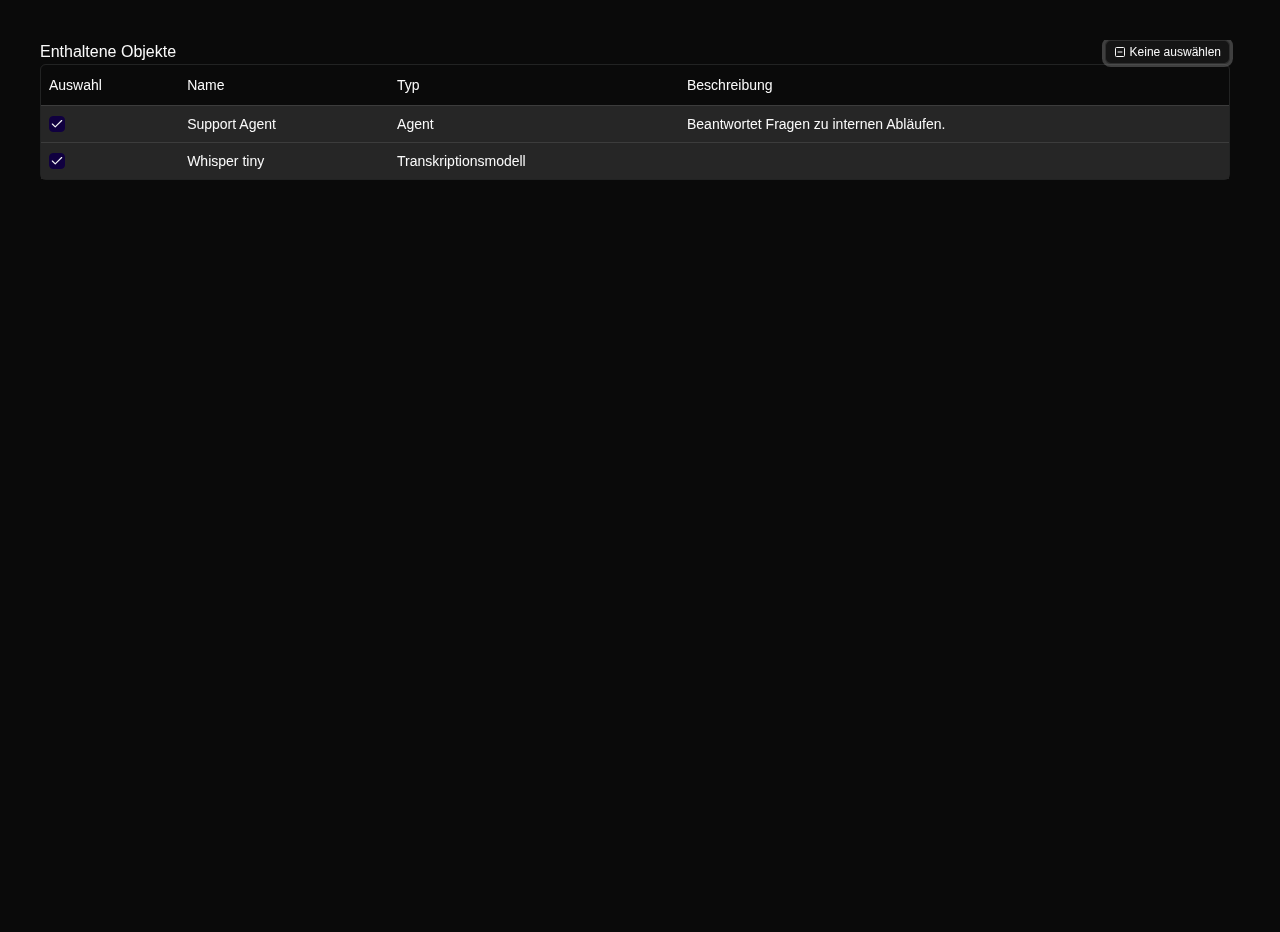 Enthaltene Objekte
Keine auswählen
Auswahl Name Typ Beschreibung
Support Agent Agent Beantwortet Fragen zu internen Abläufen.
Whisper tiny Transkriptionsmodell